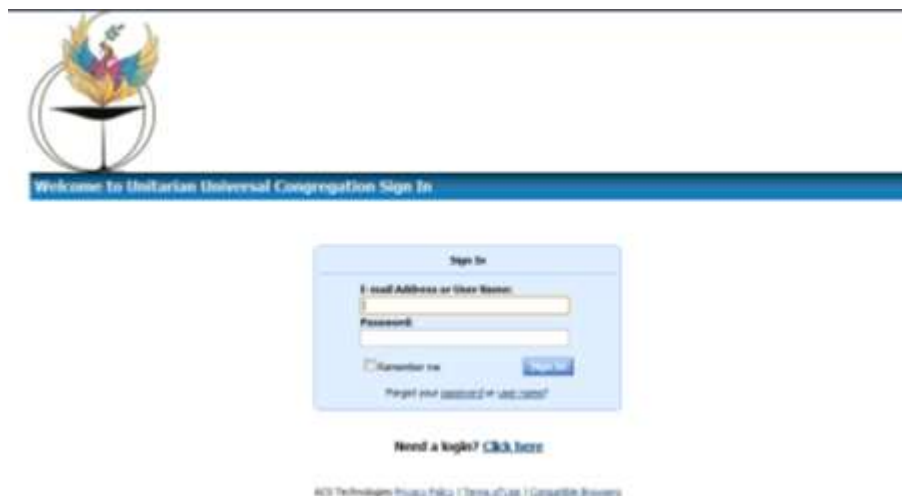 Welcome to Unitarian Universal Congregation Sign In
Sign In
E-mail Address or User Name:
Password:
Remember me
Sign In
Forgot your password or user name?
Need a login? Click here
ACS Technologies Privacy Policy | Terms of use | Compatible Browsers